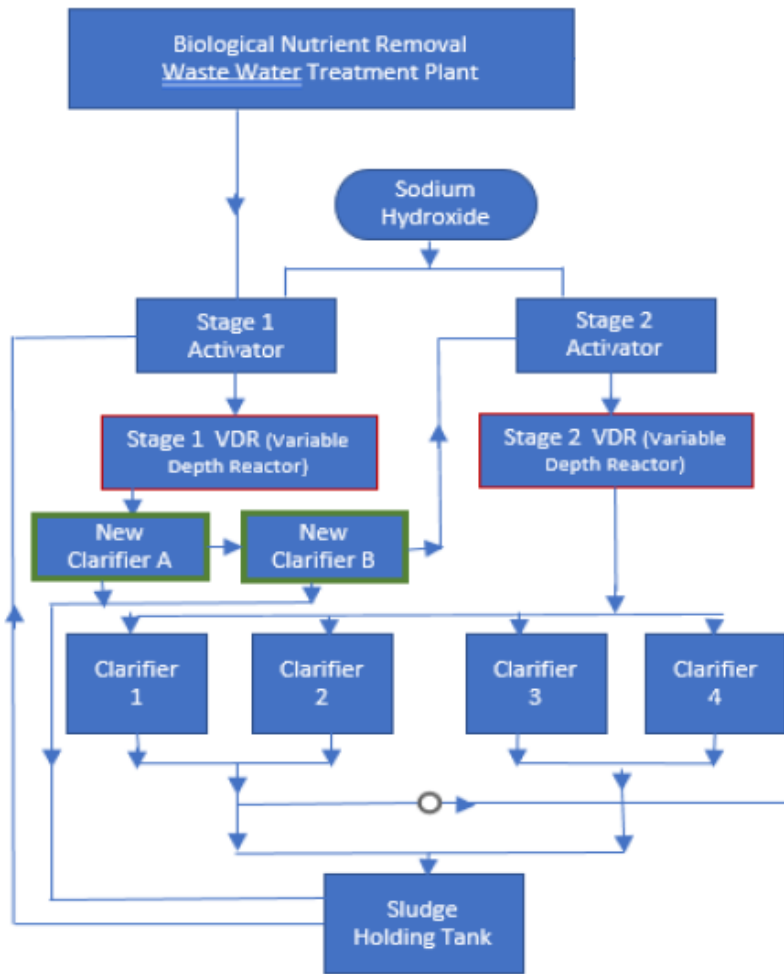 Biological Nutrient Removal
Waste Water Treatment Plant
Sodium
Hydroxide
Stage 1
Activator
Stage 2
Activator
Stage 1 VDR (Variable
Depth Reactor)
Stage 2 VDR (Variable
Depth Reactor)
New
Clarifier A
New
Clarifier B
Clarifier
1
Clarifier
2
Clarifier
3
Clarifier
4
Sludge
Holding Tank